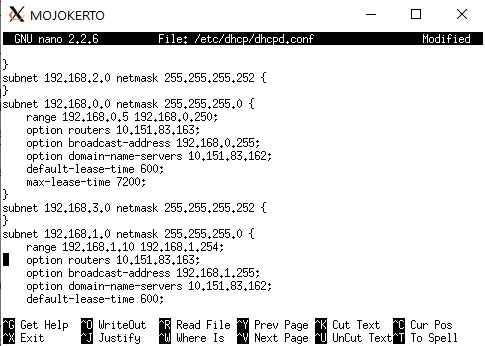 MOJOKERTO
GNU nano 2.2.6 File: /etc/dhcp/dhcpd.conf Modified
}
subnet 192.168.2.0 netmask 255.255.255.252 {
}
subnet 192.168.0.0 netmask 255.255.255.0 {
    range 192.168.0.5 192.168.0.250;
    option routers 10.151.83.163;
    option broadcast-address 192.168.0.255;
    option domain-name-servers 10.151.83.162;
    default-lease-time 600;
    max-lease-time 7200;
}
subnet 192.168.3.0 netmask 255.255.255.252 {
}
subnet 192.168.1.0 netmask 255.255.255.0 {
    range 192.168.1.10 192.168.1.254;
    option routers 10.151.83.163;
    option broadcast-address 192.168.1.255;
    option domain-name-servers 10.151.83.162;
    default-lease-time 600;
^G Get Help ^O WriteOut ^R Read File ^Y Prev Page ^K Cut Text ^C Cur Pos
^X Exit ^J Justify ^W Where Is ^V Next Page ^U UnCut Text ^T To Spell